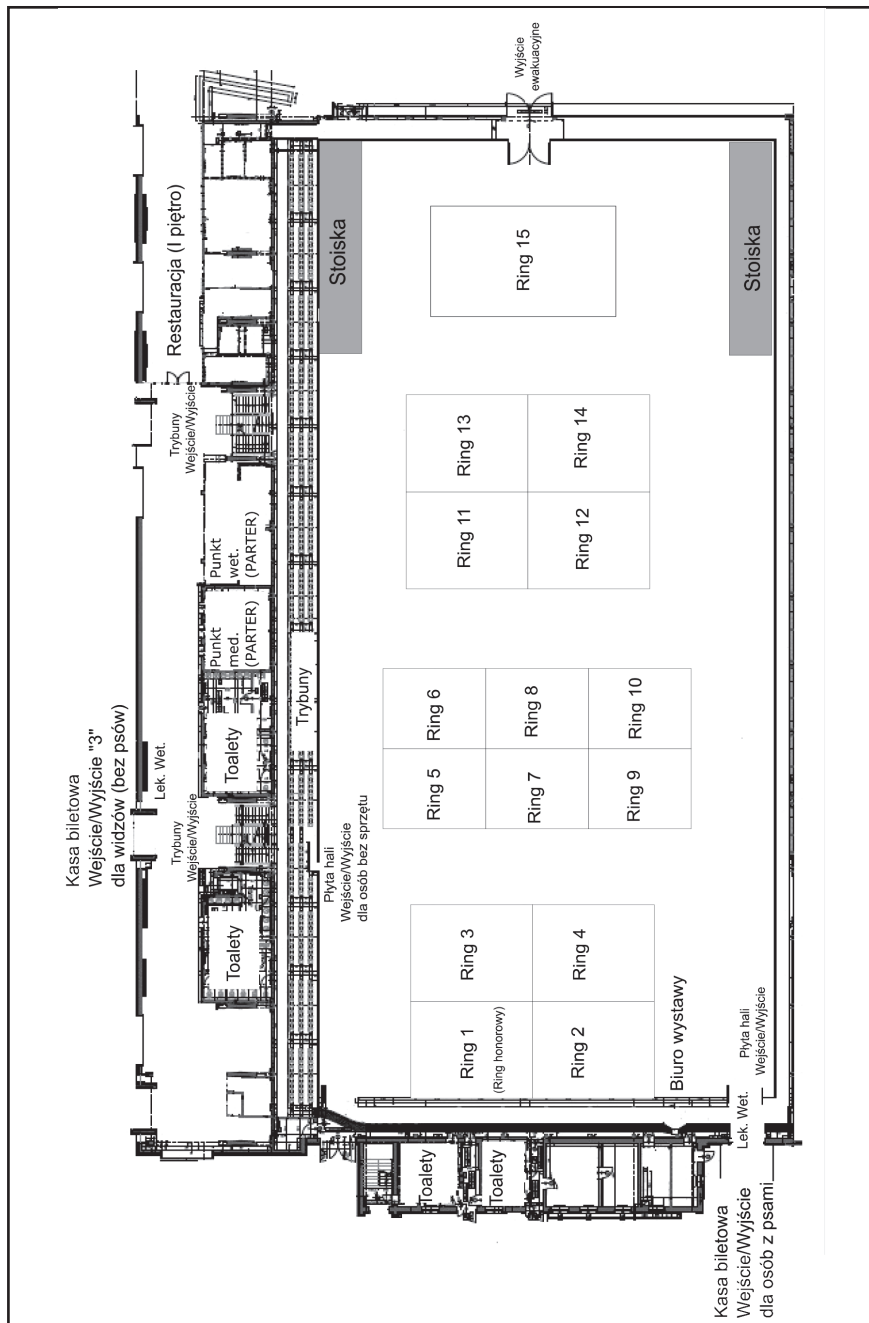 Kasa biletowa
Wejście/Wyjście "3"
dla widzów (bez psów)
Lek. Wet.
Restauracja (I piętro)
Trybuny
Wejście/Wyjście
Trybuny
Wejście/Wyjście
Toalety
Toalety
Punkt
med.
(PARTER)
Punkt
wet.
(PARTER)
Trybuny
Płyta hali
Wejście/Wyjście
dla osób bez sprzętu
Stoiska
Stoiska
Wyjście
ewakuacyjne
Ring 1
(Ring honorowy)
Ring 2
Ring 3
Ring 4
Ring 5
Ring 6
Ring 7
Ring 8
Ring 9
Ring 10
Ring 11
Ring 12
Ring 13
Ring 14
Ring 15
Biuro wystawy
Płyta hali
Wejście/Wyjście
Lek. Wet.
Toalety
Toalety
Kasa biletowa
Wejście/Wyjście
dla osób z psami